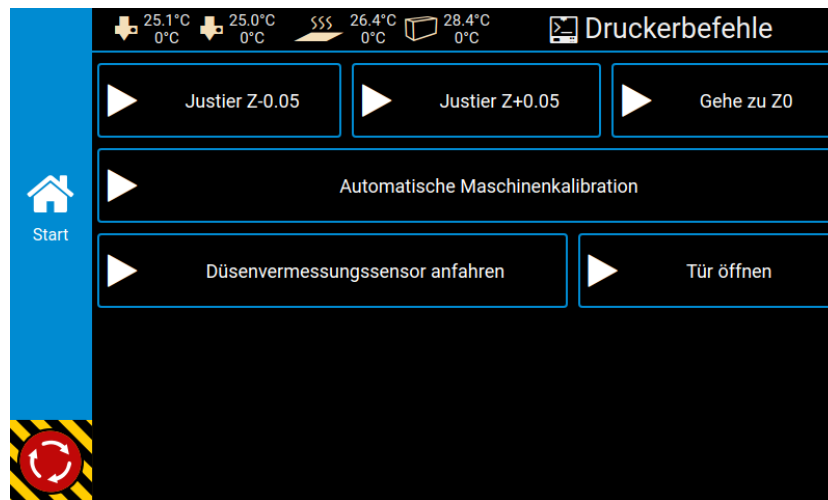 25.1°C 25.0°C 26.4°C 28.4°C Druckerbefehle
0°C 0°C 0°C 0°C
Justier Z-0.05 Justier Z+0.05 Gehe zu Z0
Automatische Maschinenkalibration
Start
Düsenvermessungssensor anfahren Tür öffnen